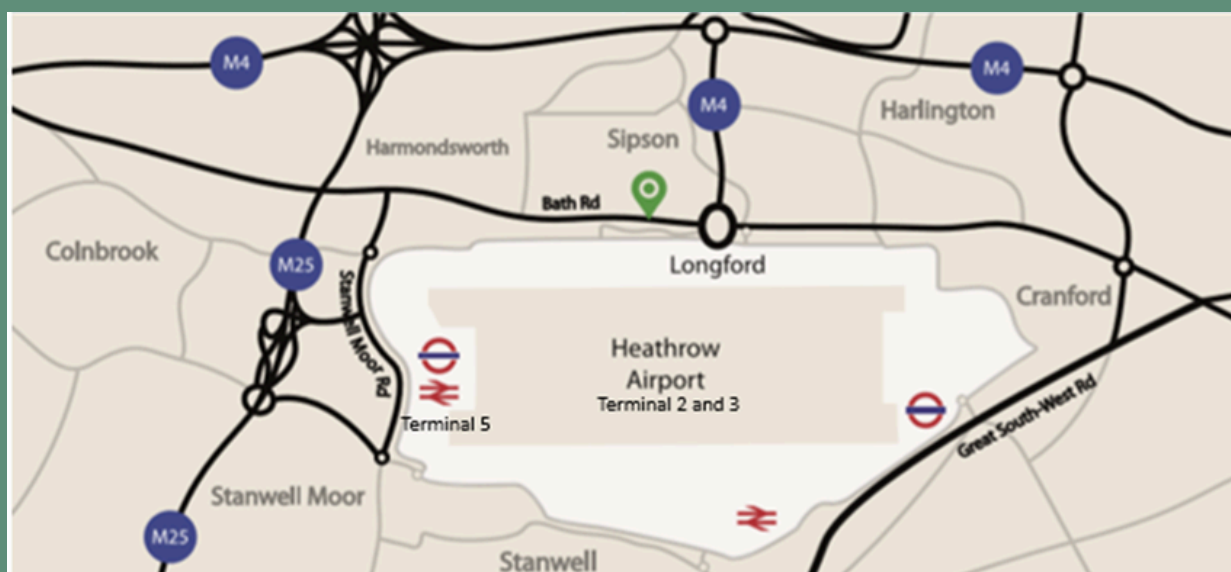 M4
M4
M4
Harlington
Sipson
Harmondsworth
Bath Rd
Colnbrook
M25
Longford
Stanwell Moor Rd
Cranford
Heathrow
Airport
Terminal 2 and 3
Terminal 5
Great South-West Rd
Stanwell Moor
M25
Stanwell